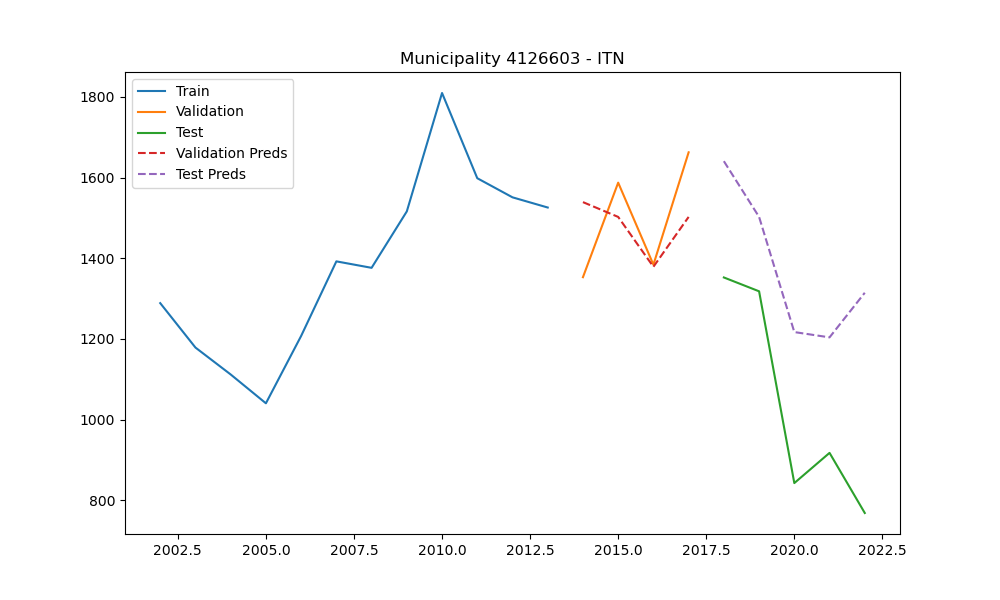 Municipality 4126603 - ITN
Train
Validation
Test
Validation Preds
Test Preds
1800
1600
1400
1200
1000
800
2002.5 2005.0 2007.5 2010.0 2012.5 2015.0 2017.5 2020.0 2022.5